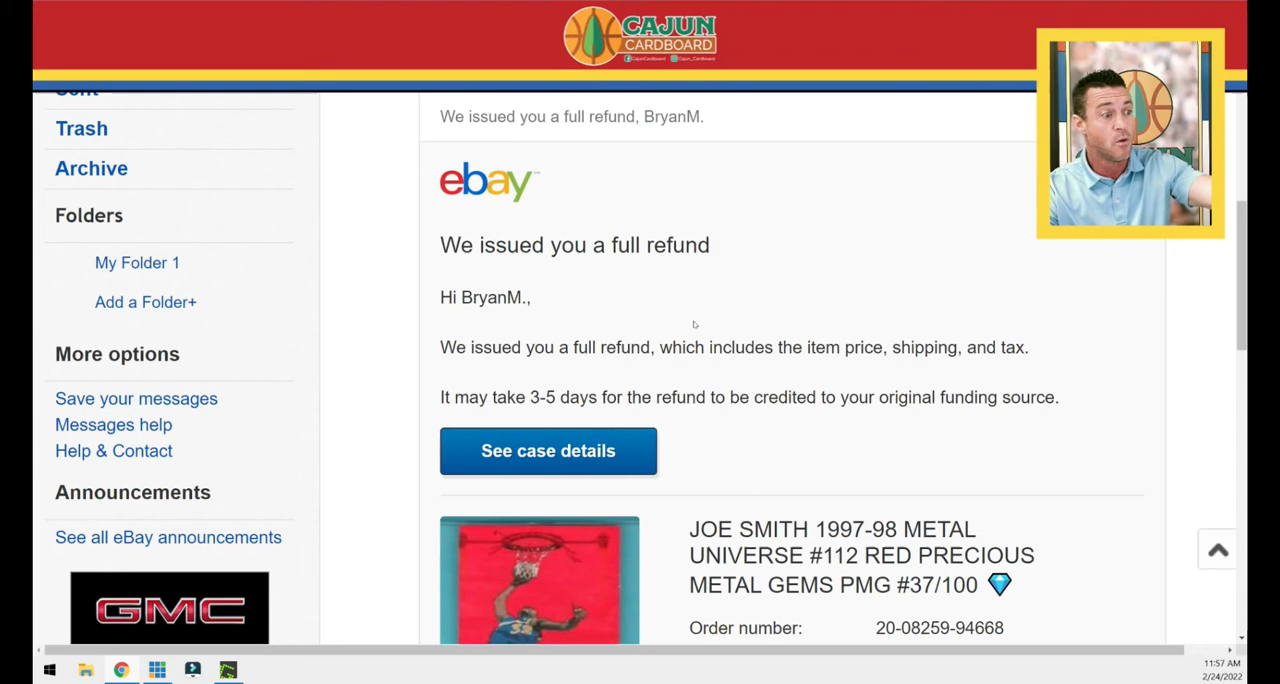 CAJUN
CARDBOARD
CajunCardboard Cajun_Cardboard
Sent
Trash
Archive
Folders
My Folder 1
Add a Folder+
More options
Save your messages
Messages help
Help & Contact
Announcements
See all eBay announcements
GMC
We issued you a full refund, BryanM.
ebay
We issued you a full refund
Hi BryanM.,
We issued you a full refund, which includes the item price, shipping, and tax.
It may take 3-5 days for the refund to be credited to your original funding source.
See case details
JOE SMITH 1997-98 METAL
UNIVERSE #112 RED PRECIOUS
METAL GEMS PMG #37/100 💎
Order number: 20-08259-94668
11:57 AM
2/24/2022